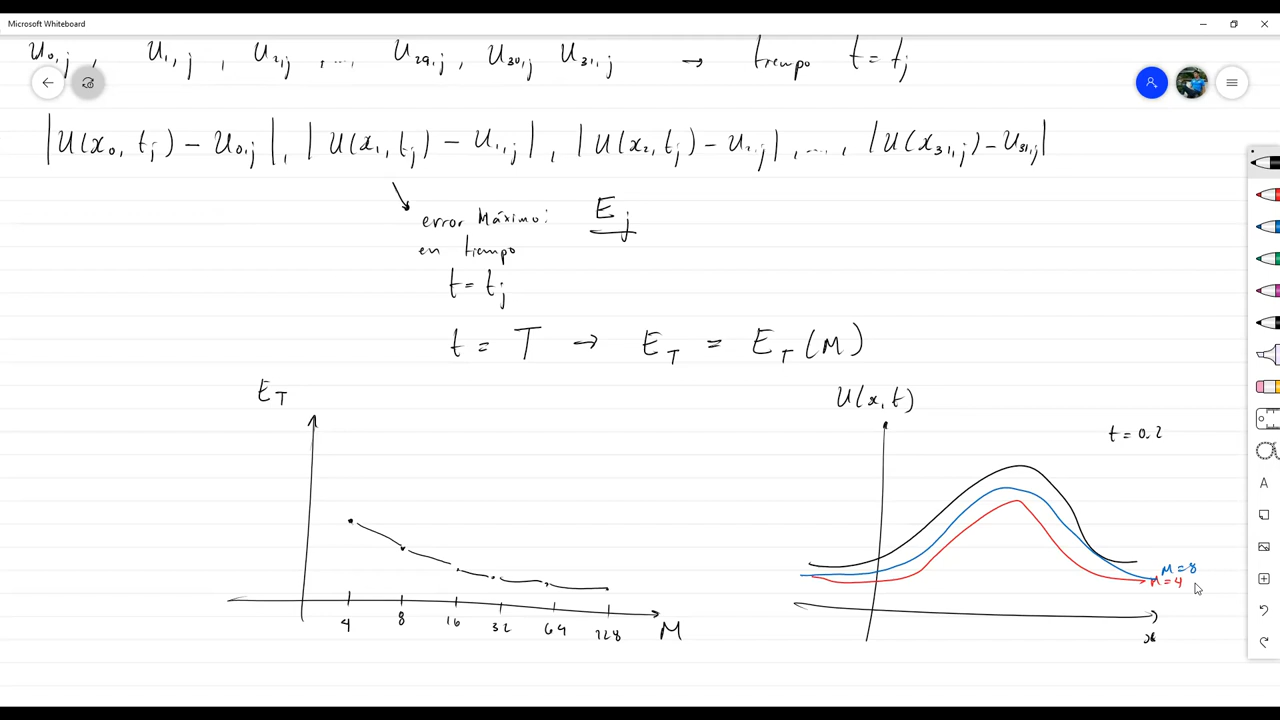 Microsoft Whiteboard
U0,j , U1,j , U2,j , ..., U29,j , U30,j U31,j → tiempo t = tj
|U(x0, tj) - U0,j| , |U(x1, tj) - U1,j| , |U(x2, tj) - U2,j| , ..., |U(x31,j) - U31,j|
error Máximo: Ej
en tiempo
t = tj
t = T → ET = ET(M)
ET
U(x,t)
t = 0.2
M = 8
M = 4
4 8 16 32 64 128 M
x
A